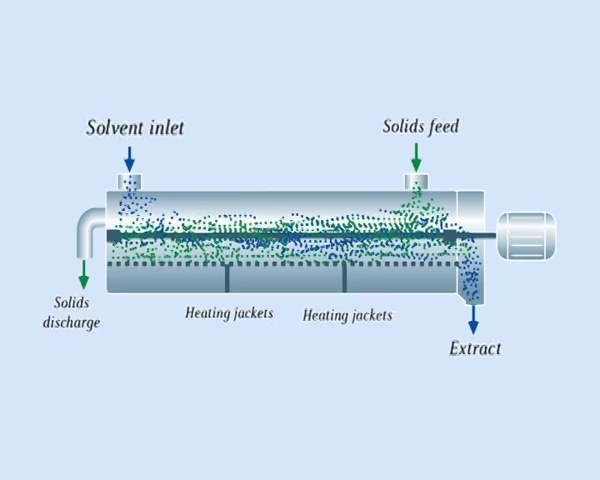 Solvent inlet
Solids feed
Solids
discharge
Heating jackets
Heating jackets
Extract